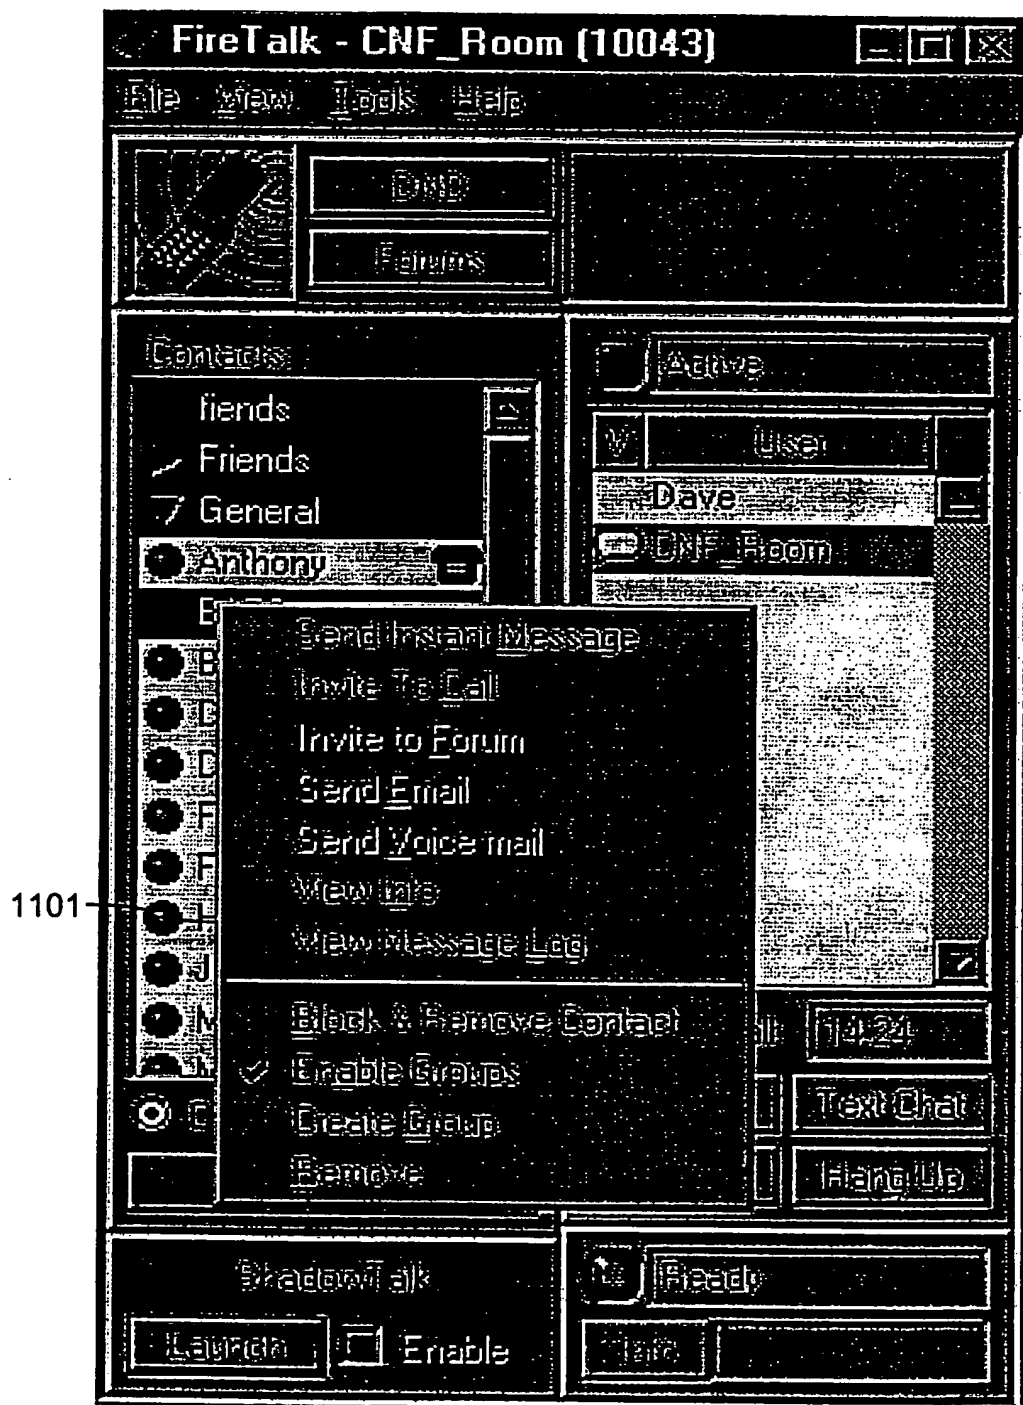 FireTalk - CNF_Room (10043)
File View Tools Help
DND
Forums
Contacts
Active
fiends
V User
Friends
Dave
General
CNF_Room
Anthony
B
Send Instant Message
B
Invite To Call
Invite to Forum
Send Email
Send Voice mail
F
View Info
1101
View Message Log
J
Block & Remove Contact
M
14:24
Enable Groups
Text Chat
Create Group
Remove
Hang Up
ShadowTalk
Ready
Launch
Enable
Info